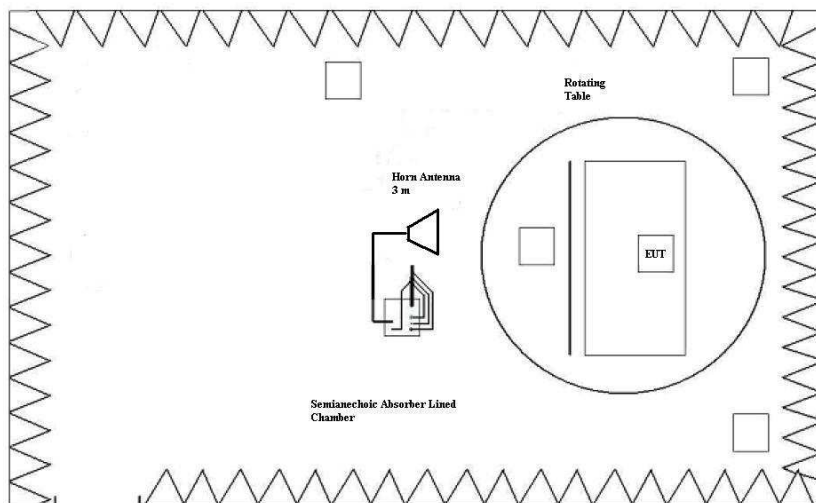 Rotating
Table
Horn Antenna
3 m
EUT
Semianechoic Absorber Lined
Chamber